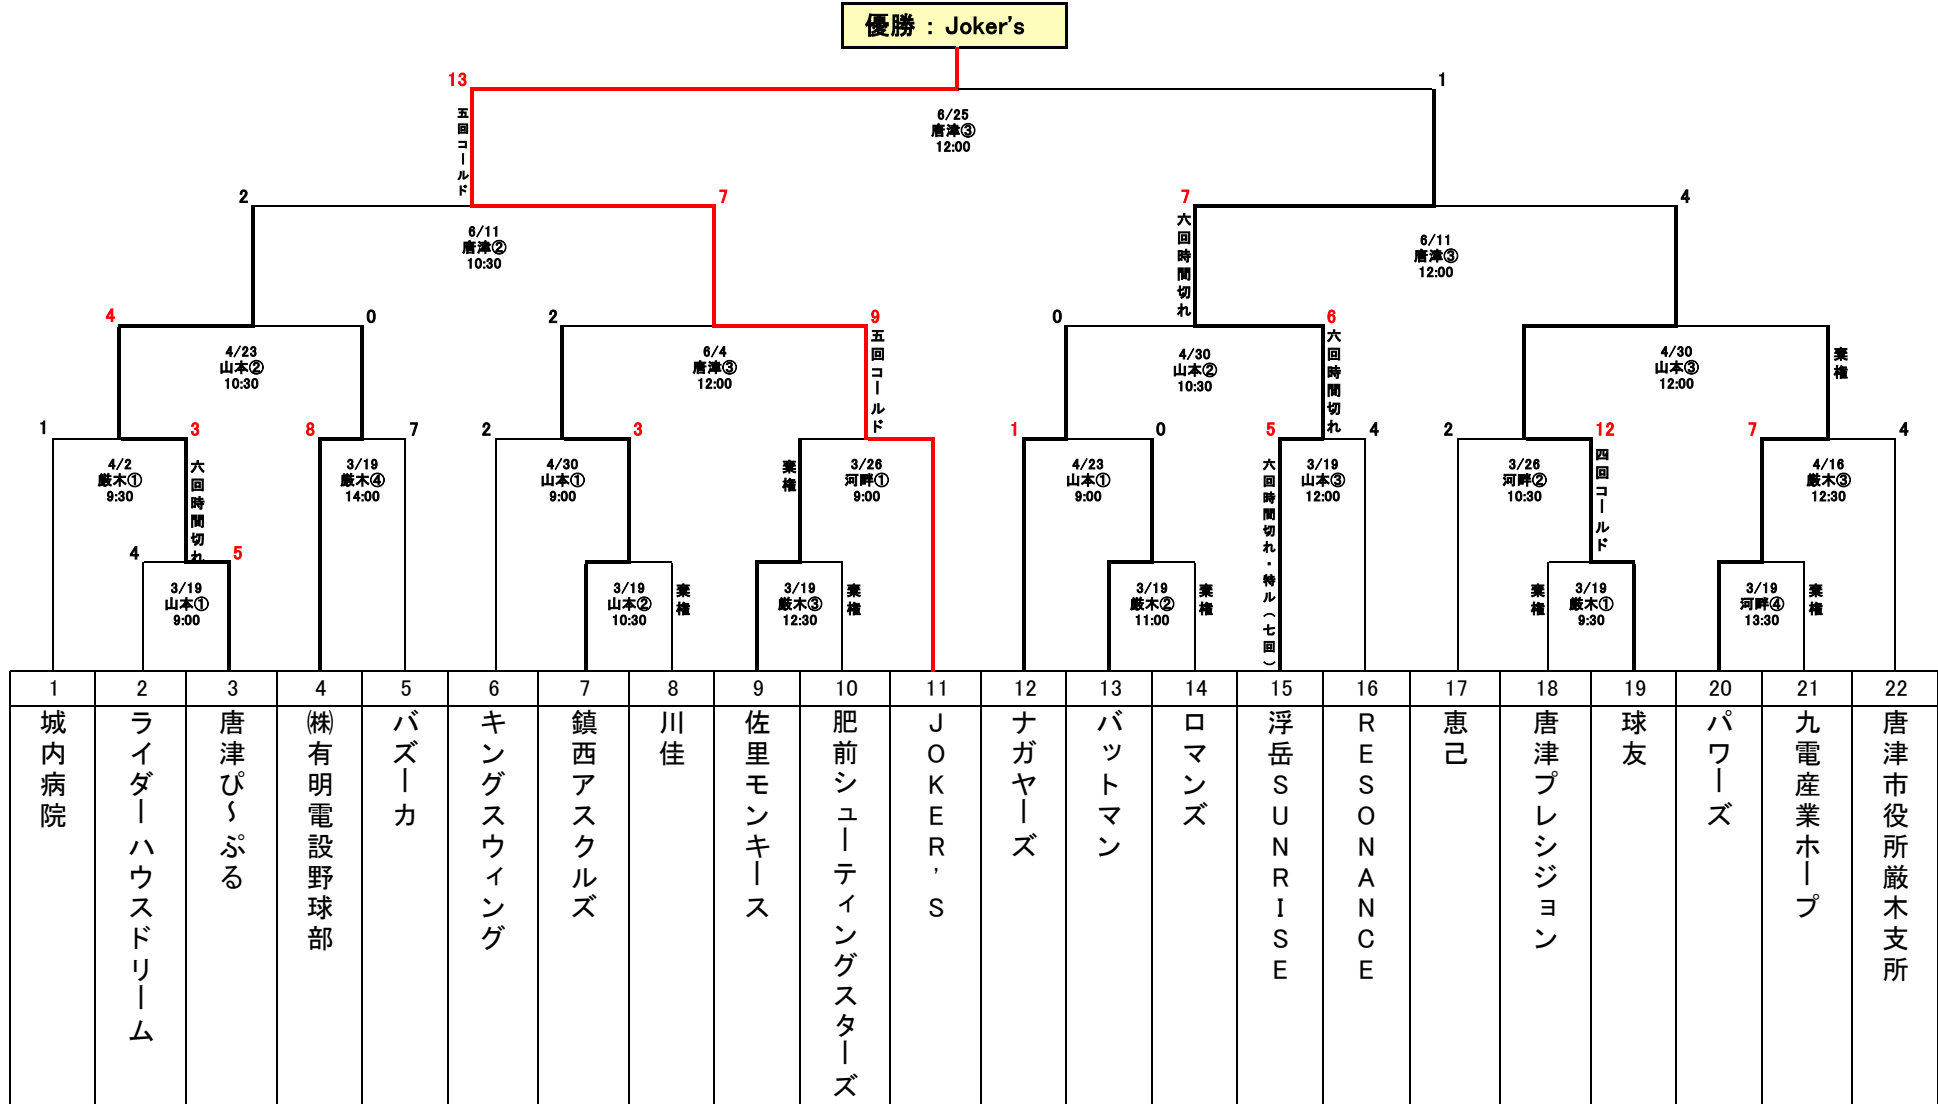 優勝：Joker's
13
1
五回コールド
6/25
唐津③
12:00
2
7
7
4
6/11
唐津②
10:30
六回時間切れ
6/11
唐津③
12:00
4
0
2
9
0
6
4/23
山本②
10:30
6/4
唐津③
12:00
五回コールド
4/30
山本②
10:30
六回時間切れ
4/30
山本③
12:00
棄権
1
3
8
7
2
3
1
0
5
4
2
12
7
4
4/2
厳木①
9:30
六回時間切れ
3/19
厳木④
14:00
4/30
山本①
9:00
棄権
3/26
河畔①
9:00
4/23
山本①
9:00
六回時間切れ・特ル（七回）
3/19
山本③
12:00
3/26
河畔②
10:30
四回コールド
4/16
厳木③
12:30
4
5
3/19
山本①
9:00
3/19
山本②
10:30
棄権
3/19
厳木③
12:30
棄権
3/19
厳木②
11:00
棄権
棄権
3/19
厳木①
9:30
3/19
河畔④
13:30
棄権
1 2 3 4 5 6 7 8 9 10 11 12 13 14 15 16 17 18 19 20 21 22
城内病院
ライダーハウスドリーム
唐津ぴ～ぷる
㈱有明電設野球部
バズーカ
キングスウィング
鎮西アスクルズ
川佳
佐里モンキース
肥前シューティングスターズ
JOKER'S
ナガヤーズ
バットマン
ロマンズ
浮岳SUNRISE
RESONANCE
恵己
唐津プレシジョン
球友
パワーズ
九電産業ホープ
唐津市役所厳木支所